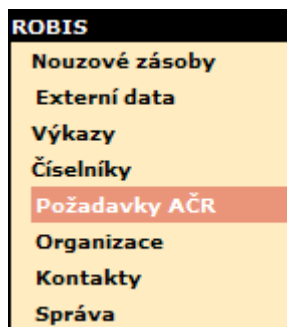 ROBIS
Nouzové zásoby
Externí data
Výkazy
Číselníky
Požadavky AČR
Organizace
Kontakty
Správa